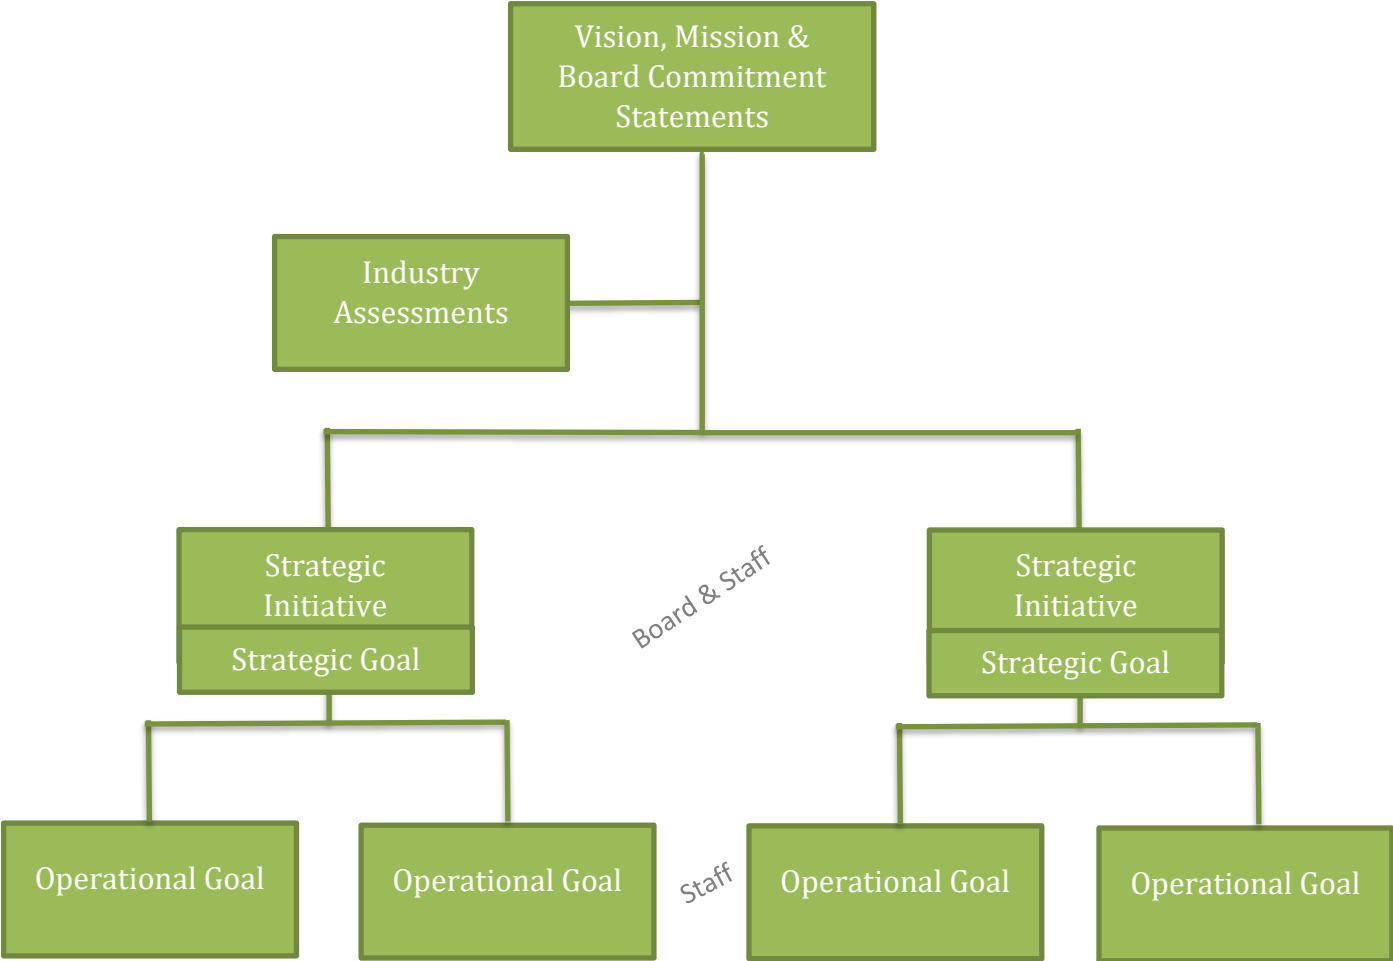 Vision, Mission &
Board Commitment
Statements
Industry
Assessments
Strategic
Initiative
Strategic Goal
Board & Staff
Strategic
Initiative
Strategic Goal
Operational Goal
Operational Goal
Staff
Operational Goal
Operational Goal